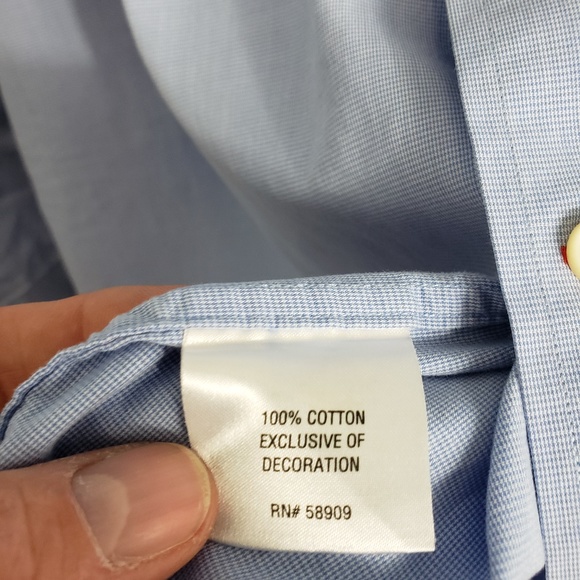 100% COTTON
EXCLUSIVE OF
DECORATION
RN# 58909